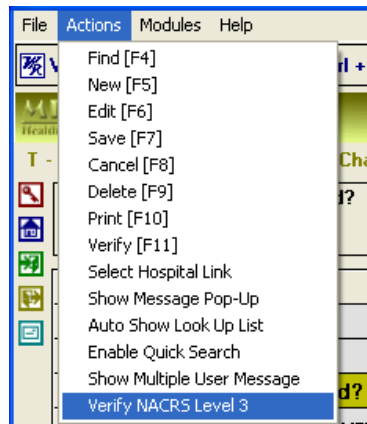 File Actions Modules Help
Find [F4]
New [F5]
Edit [F6]
Save [F7]
Cancel [F8]
Delete [F9]
Print [F10]
Verify [F11]
Select Hospital Link
Show Message Pop-Up
Auto Show Look Up List
Enable Quick Search
Show Multiple User Message
Verify NACRS Level 3